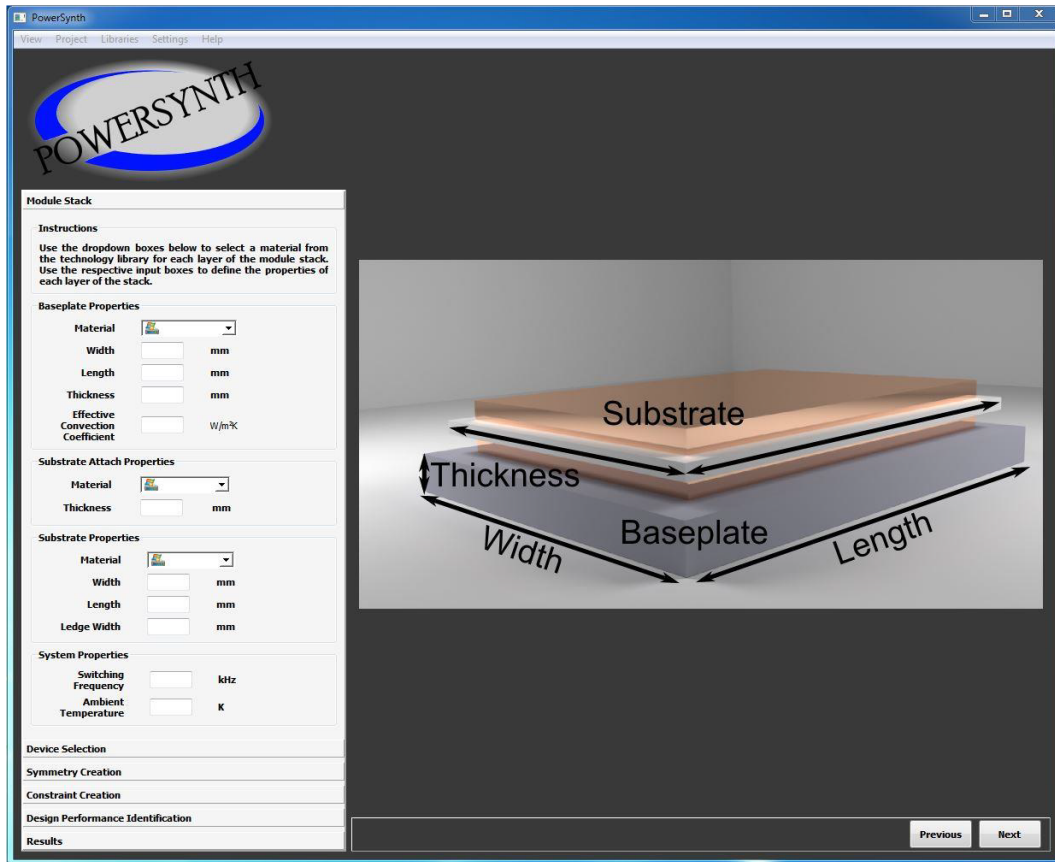 PowerSynth
View Project Libraries Settings Help
POWERSYNTH
Module Stack
Instructions
Use the dropdown boxes below to select a material from
the technology library for each layer of the module stack.
Use the respective input boxes to define the properties of
each layer of the stack.
Baseplate Properties
Material
Width mm
Length mm
Thickness mm
Effective
Convection
Coefficient
W/m²K
Substrate Attach Properties
Material
Thickness mm
Substrate Properties
Material
Width mm
Length mm
Ledge Width mm
System Properties
Switching
Frequency
kHz
Ambient
Temperature
K
Device Selection
Symmetry Creation
Constraint Creation
Design Performance Identification
Results
Substrate
Thickness
Baseplate
Width
Length
Previous Next